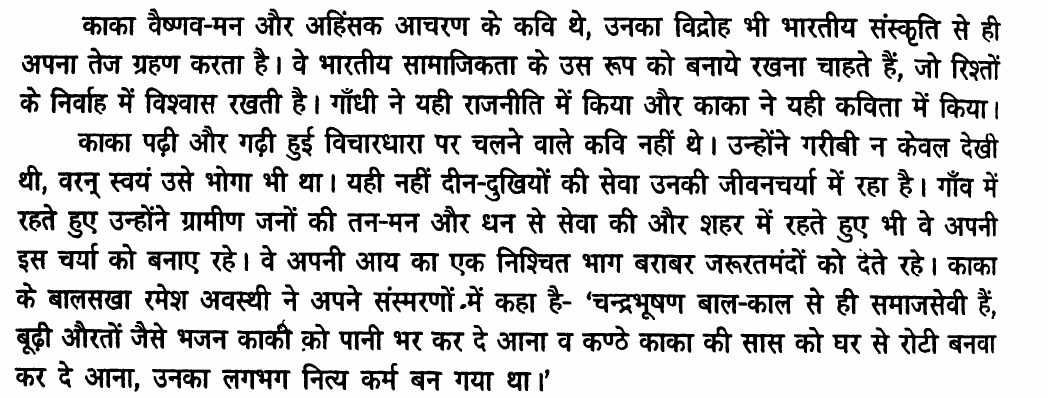 काका वैष्णव-मन और अहिंसक आचरण के कवि थे, उनका विद्रोह भी भारतीय संस्कृति से ही
अपना तेज ग्रहण करता है। वे भारतीय सामाजिकता के उस रूप को बनाये रखना चाहते हैं, जो रिश्तों
के निर्वाह में विश्वास रखती है। गाँधी ने यही राजनीति में किया और काका ने यही कविता में किया।
काका पढ़ी और गढ़ी हुई विचारधारा पर चलने वाले कवि नहीं थे। उन्होंने गरीबी न केवल देखी
थी, वरन् स्वयं उसे भोगा भी था। यही नहीं दीन-दुखियों की सेवा उनकी जीवनचर्या में रहा है। गाँव में
रहते हुए उन्होंने ग्रामीण जनों की तन-मन और धन से सेवा की और शहर में रहते हुए भी वे अपनी
इस चर्या को बनाए रहे। वे अपनी आय का एक निश्चित भाग बराबर जरूरतमंदों को देते रहे। काका
के बालसखा रमेश अवस्थी ने अपने संस्मरणों में कहा है- 'चन्द्रभूषण बाल-काल से ही समाजसेवी हैं,
बूढ़ी औरतों जैसे भजन काकी को पानी भर कर दे आना व कण्ठे काका की सास को घर से रोटी बनवा
कर दे आना, उनका लगभग नित्य कर्म बन गया था।'